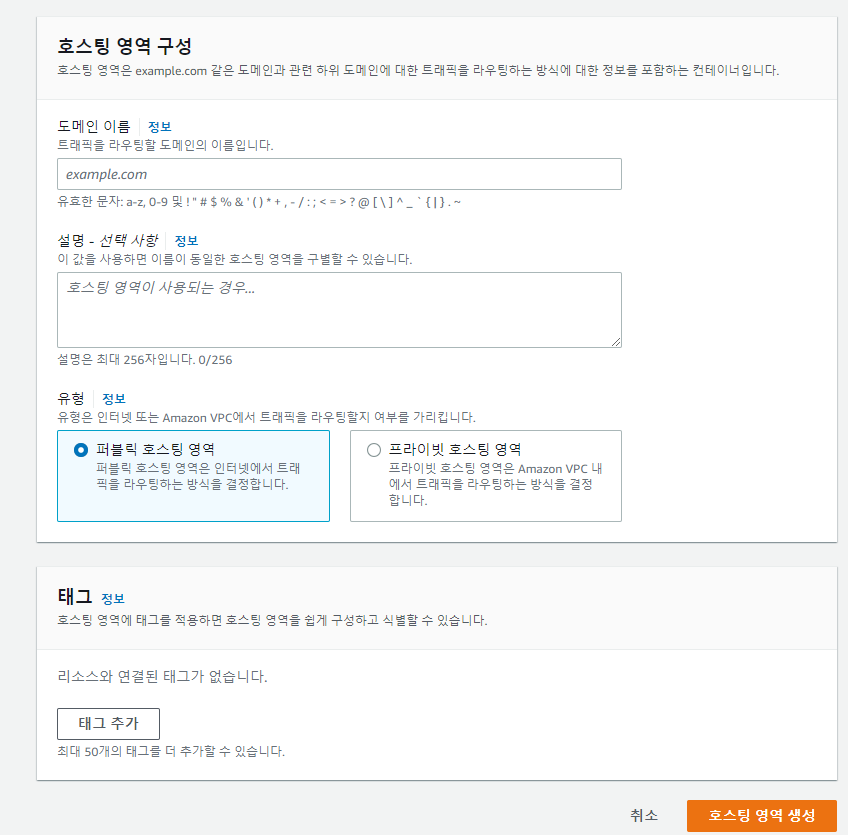 호스팅 영역 구성
호스팅 영역은 example.com 같은 도메인과 관련 하위 도메인에 대한 트래픽을 라우팅하는 방식에 대한 정보를 포함하는 컨테이너입니다.
도메인 이름 정보
트래픽을 라우팅할 도메인의 이름입니다.
example.com
유효한 문자: a-z, 0-9 및 ! " # $ % & ' ( ) * + , - / : ; < = > ? @ [ \ ] ^ _ ` { | } . ~
설명 - 선택 사항 정보
이 값을 사용하면 이름이 동일한 호스팅 영역을 구별할 수 있습니다.
호스팅 영역이 사용되는 경우...
설명은 최대 256자입니다. 0/256
유형 정보
유형은 인터넷 또는 Amazon VPC에서 트래픽을 라우팅할지 여부를 가리킵니다.
퍼블릭 호스팅 영역
퍼블릭 호스팅 영역은 인터넷에서 트래
픽을 라우팅하는 방식을 결정합니다.
프라이빗 호스팅 영역
프라이빗 호스팅 영역은 Amazon VPC 내
에서 트래픽을 라우팅하는 방식을 결정
합니다.
태그 정보
호스팅 영역에 태그를 적용하면 호스팅 영역을 쉽게 구성하고 식별할 수 있습니다.
리소스와 연결된 태그가 없습니다.
태그 추가
최대 50개의 태그를 더 추가할 수 있습니다.
취소 호스팅 영역 생성